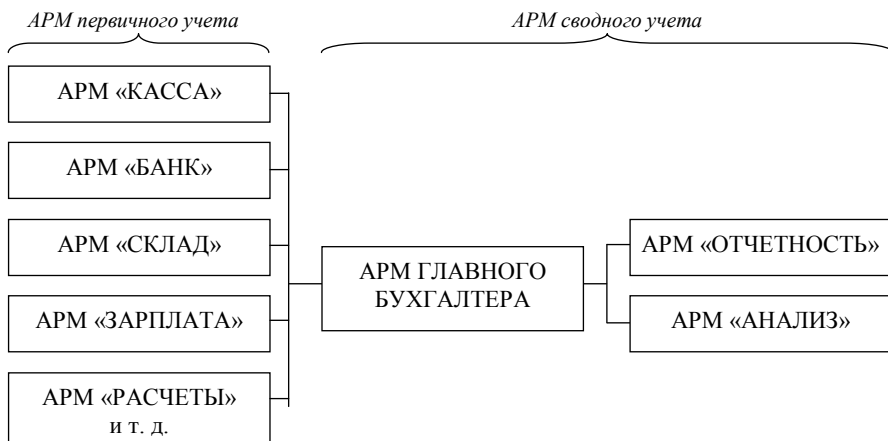 АРМ первичного учета
АРМ сводного учета
АРМ «КАССА»
АРМ «БАНК»
АРМ «СКЛАД»
АРМ «ЗАРПЛАТА»
АРМ «РАСЧЕТЫ»
и т. д.
АРМ ГЛАВНОГО
БУХГАЛТЕРА
АРМ «ОТЧЕТНОСТЬ»
АРМ «АНАЛИЗ»